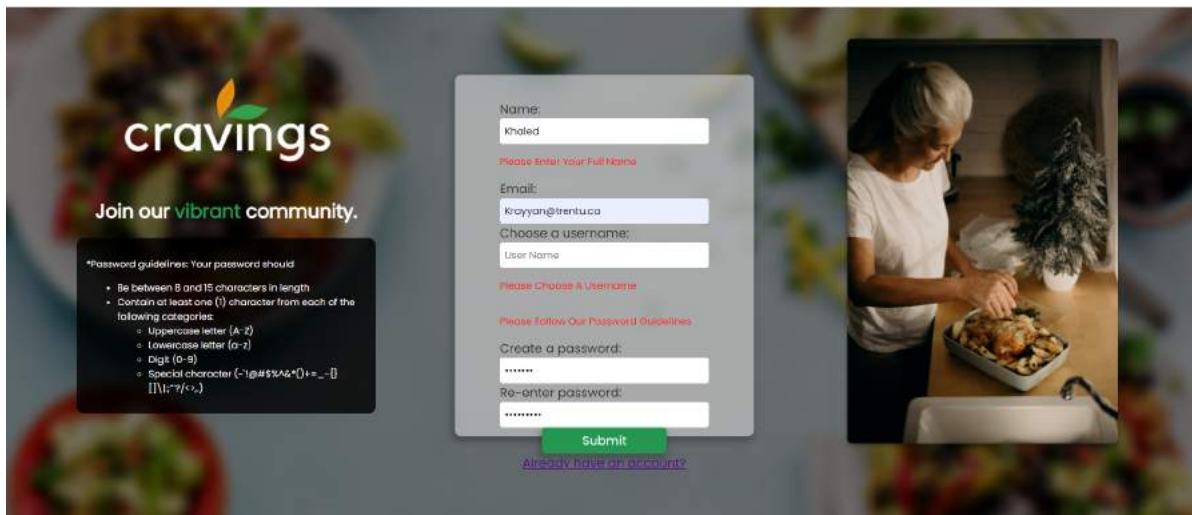 cravings
Join our vibrant community.
*Password guidelines: Your password should
• Be between 8 and 15 characters in length
• Contain at least one (1) character from each of the
following categories:
○ Uppercase letter (A-Z)
○ Lowercase letter (a-z)
○ Digit (0-9)
○ Special character
Name:
Khaled
Please Enter Your Full Name
Email:
Krayyan@trentu.ca
Choose a username:
User Name
Please Choose A Username
Please Follow Our Password Guidelines
Create a password:
•••••••
Re-enter password:
•••••••••
Submit
Already have an account?